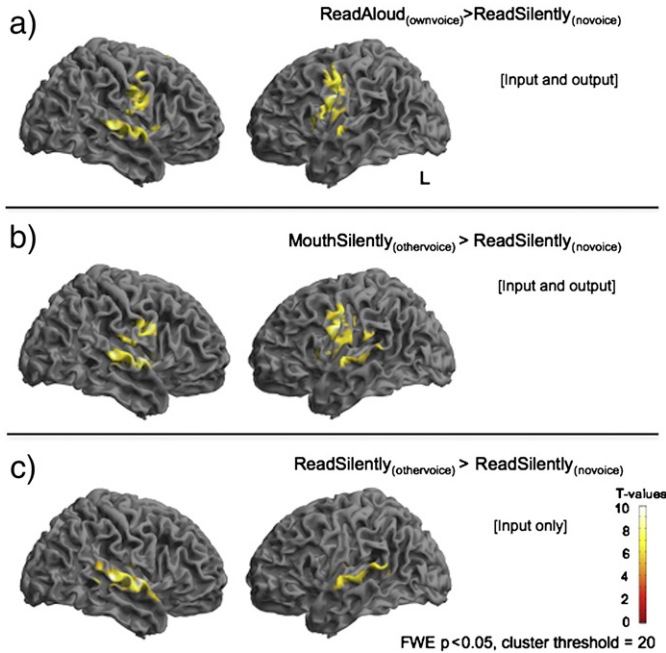 a)
ReadAloud(ownvoice)>ReadSilently(novoice)
[Input and output]
L
b)
MouthSilently(othervoice) > ReadSilently(novoice)
[Input and output]
c)
ReadSilently(othervoice) > ReadSilently(novoice)
T-values
[Input only]
10
8
6
4
2
0
FWE p<0.05, cluster threshold = 20